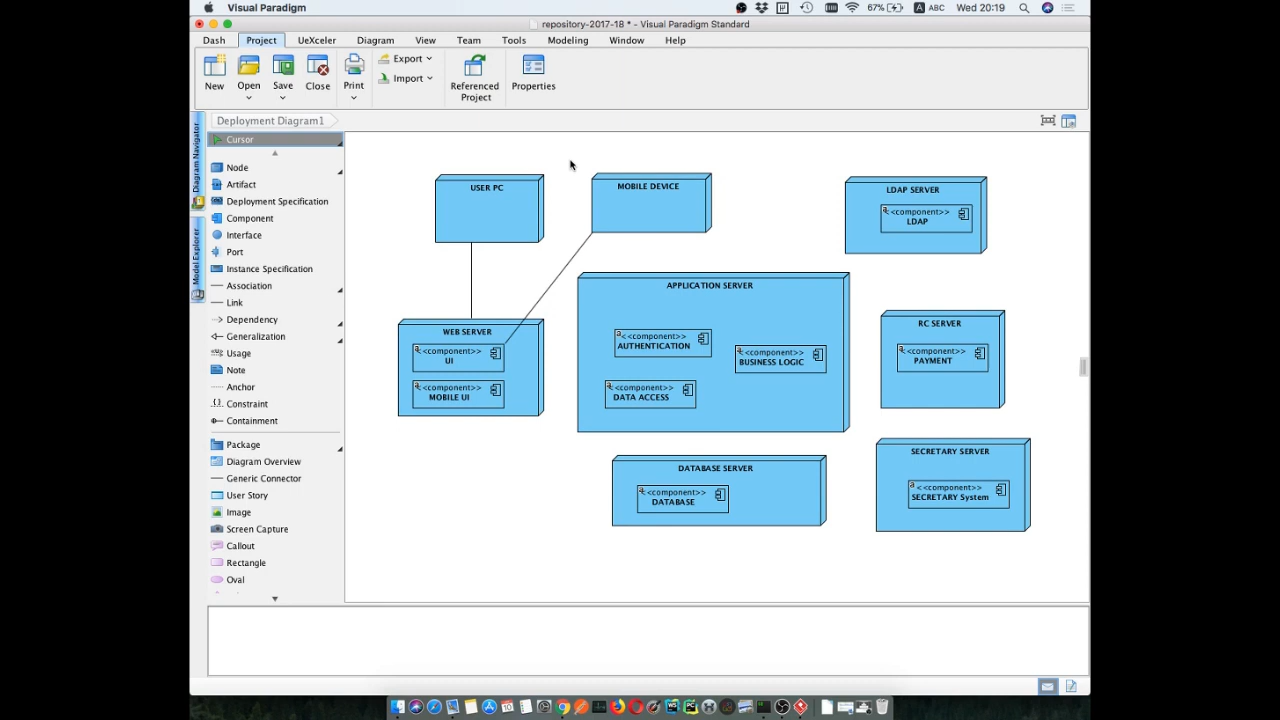 Visual Paradigm
67%
ABC
Wed 20:19
repository-2017-18 * - Visual Paradigm Standard
Dash
Project
UeXceler
Diagram
View
Team
Tools
Modeling
Window
Help
New
Open
Save
Close
Print
Export
Import
Referenced
Project
Properties
Deployment Diagram1
Diagram Navigator
Model Explorer
Cursor
Node
Artifact
Deployment Specification
Component
Interface
Port
Instance Specification
Association
Link
Dependency
Generalization
Usage
Note
Anchor
Constraint
Containment
Package
Diagram Overview
Generic Connector
User Story
Image
Screen Capture
Callout
Rectangle
Oval
USER PC
MOBILE DEVICE
LDAP SERVER
<<component>>
LDAP
APPLICATION SERVER
<<component>>
AUTHENTICATION
<<component>>
BUSINESS LOGIC
<<component>>
DATA ACCESS
WEB SERVER
<<component>>
UI
<<component>>
MOBILE UI
RC SERVER
<<component>>
PAYMENT
DATABASE SERVER
<<component>>
DATABASE
SECRETARY SERVER
<<component>>
SECRETARY System